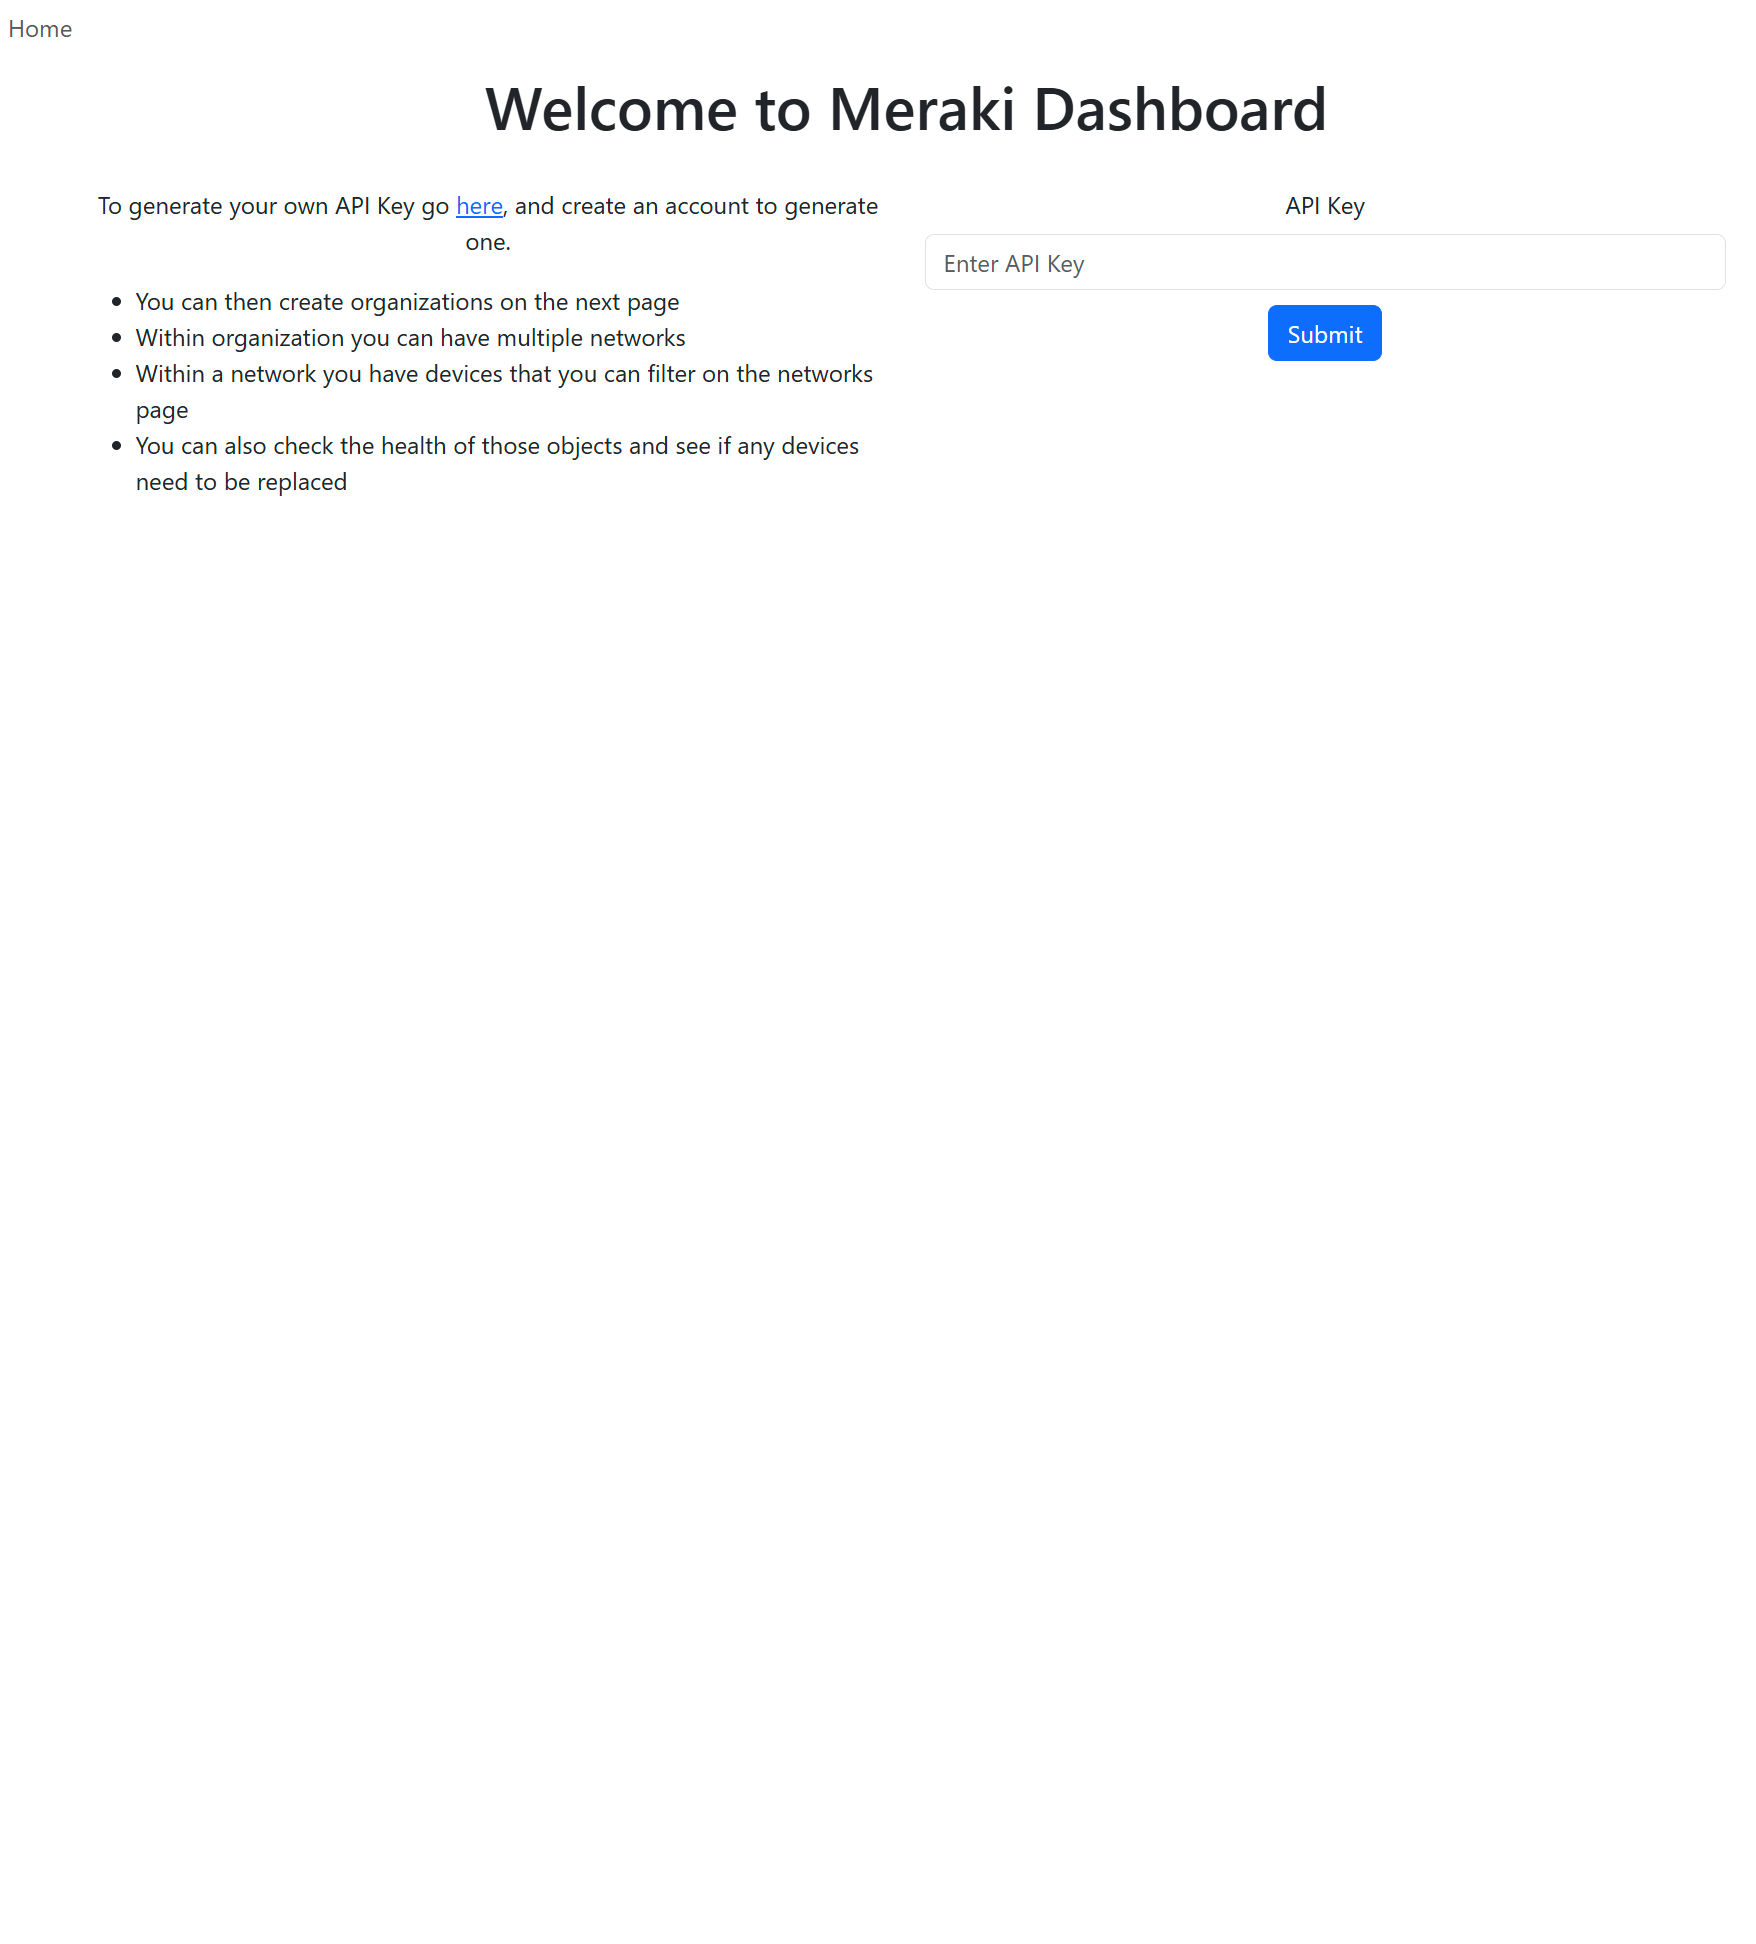 Home
Welcome to Meraki Dashboard
To generate your own API Key go here, and create an account to generate
one.
You can then create organizations on the next page
Within organization you can have multiple networks
Within a network you have devices that you can filter on the networks
page
You can also check the health of those objects and see if any devices
need to be replaced
API Key
Enter API Key
Submit